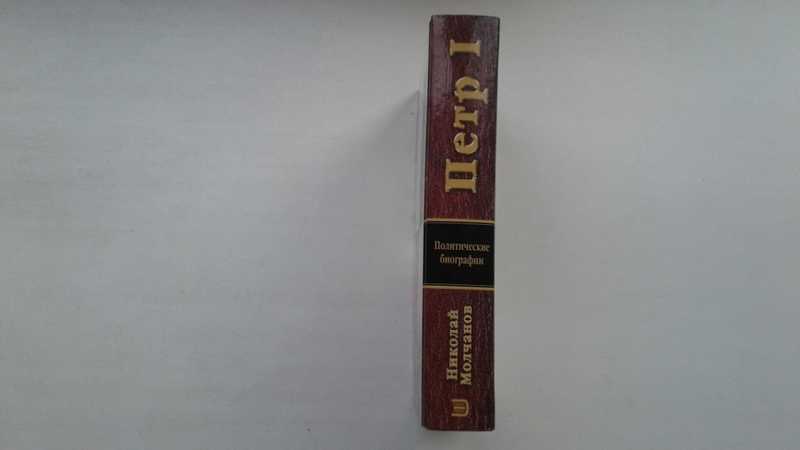 Петр I
Политические
биографии
Николай
Молчанов